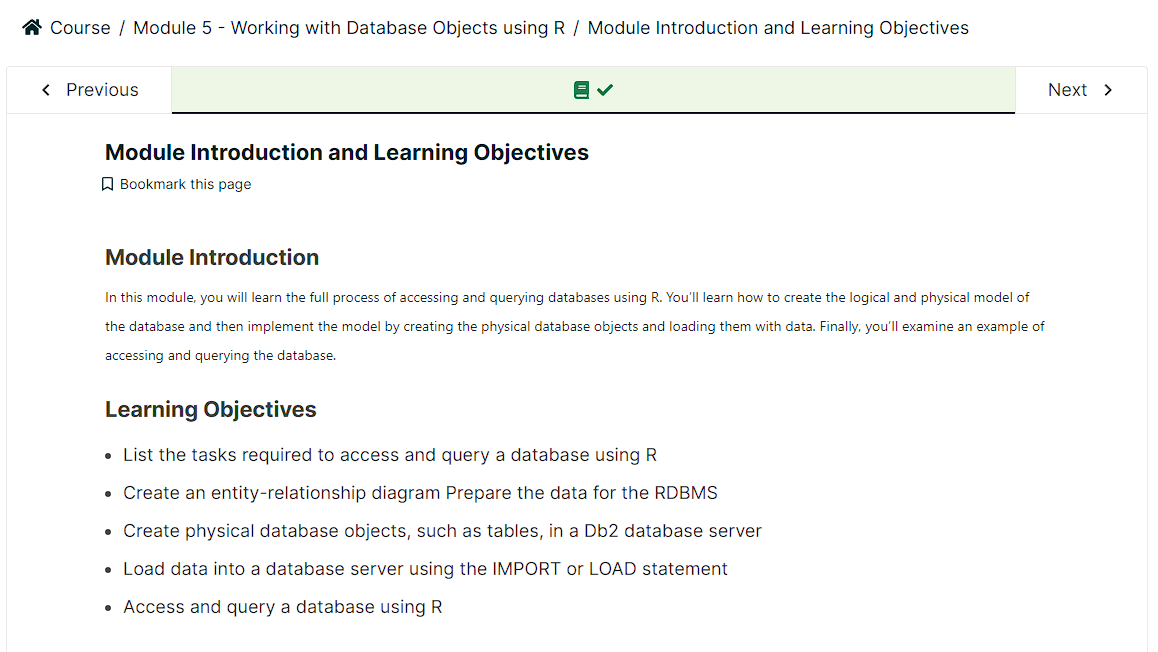 Course / Module 5 - Working with Database Objects using R / Module Introduction and Learning Objectives
Previous
Next
Module Introduction and Learning Objectives
Bookmark this page
Module Introduction
In this module, you will learn the full process of accessing and querying databases using R. You'll learn how to create the logical and physical model of
the database and then implement the model by creating the physical database objects and loading them with data. Finally, you'll examine an example of
accessing and querying the database.
Learning Objectives
• List the tasks required to access and query a database using R
• Create an entity-relationship diagram Prepare the data for the RDBMS
• Create physical database objects, such as tables, in a Db2 database server
• Load data into a database server using the IMPORT or LOAD statement
• Access and query a database using R